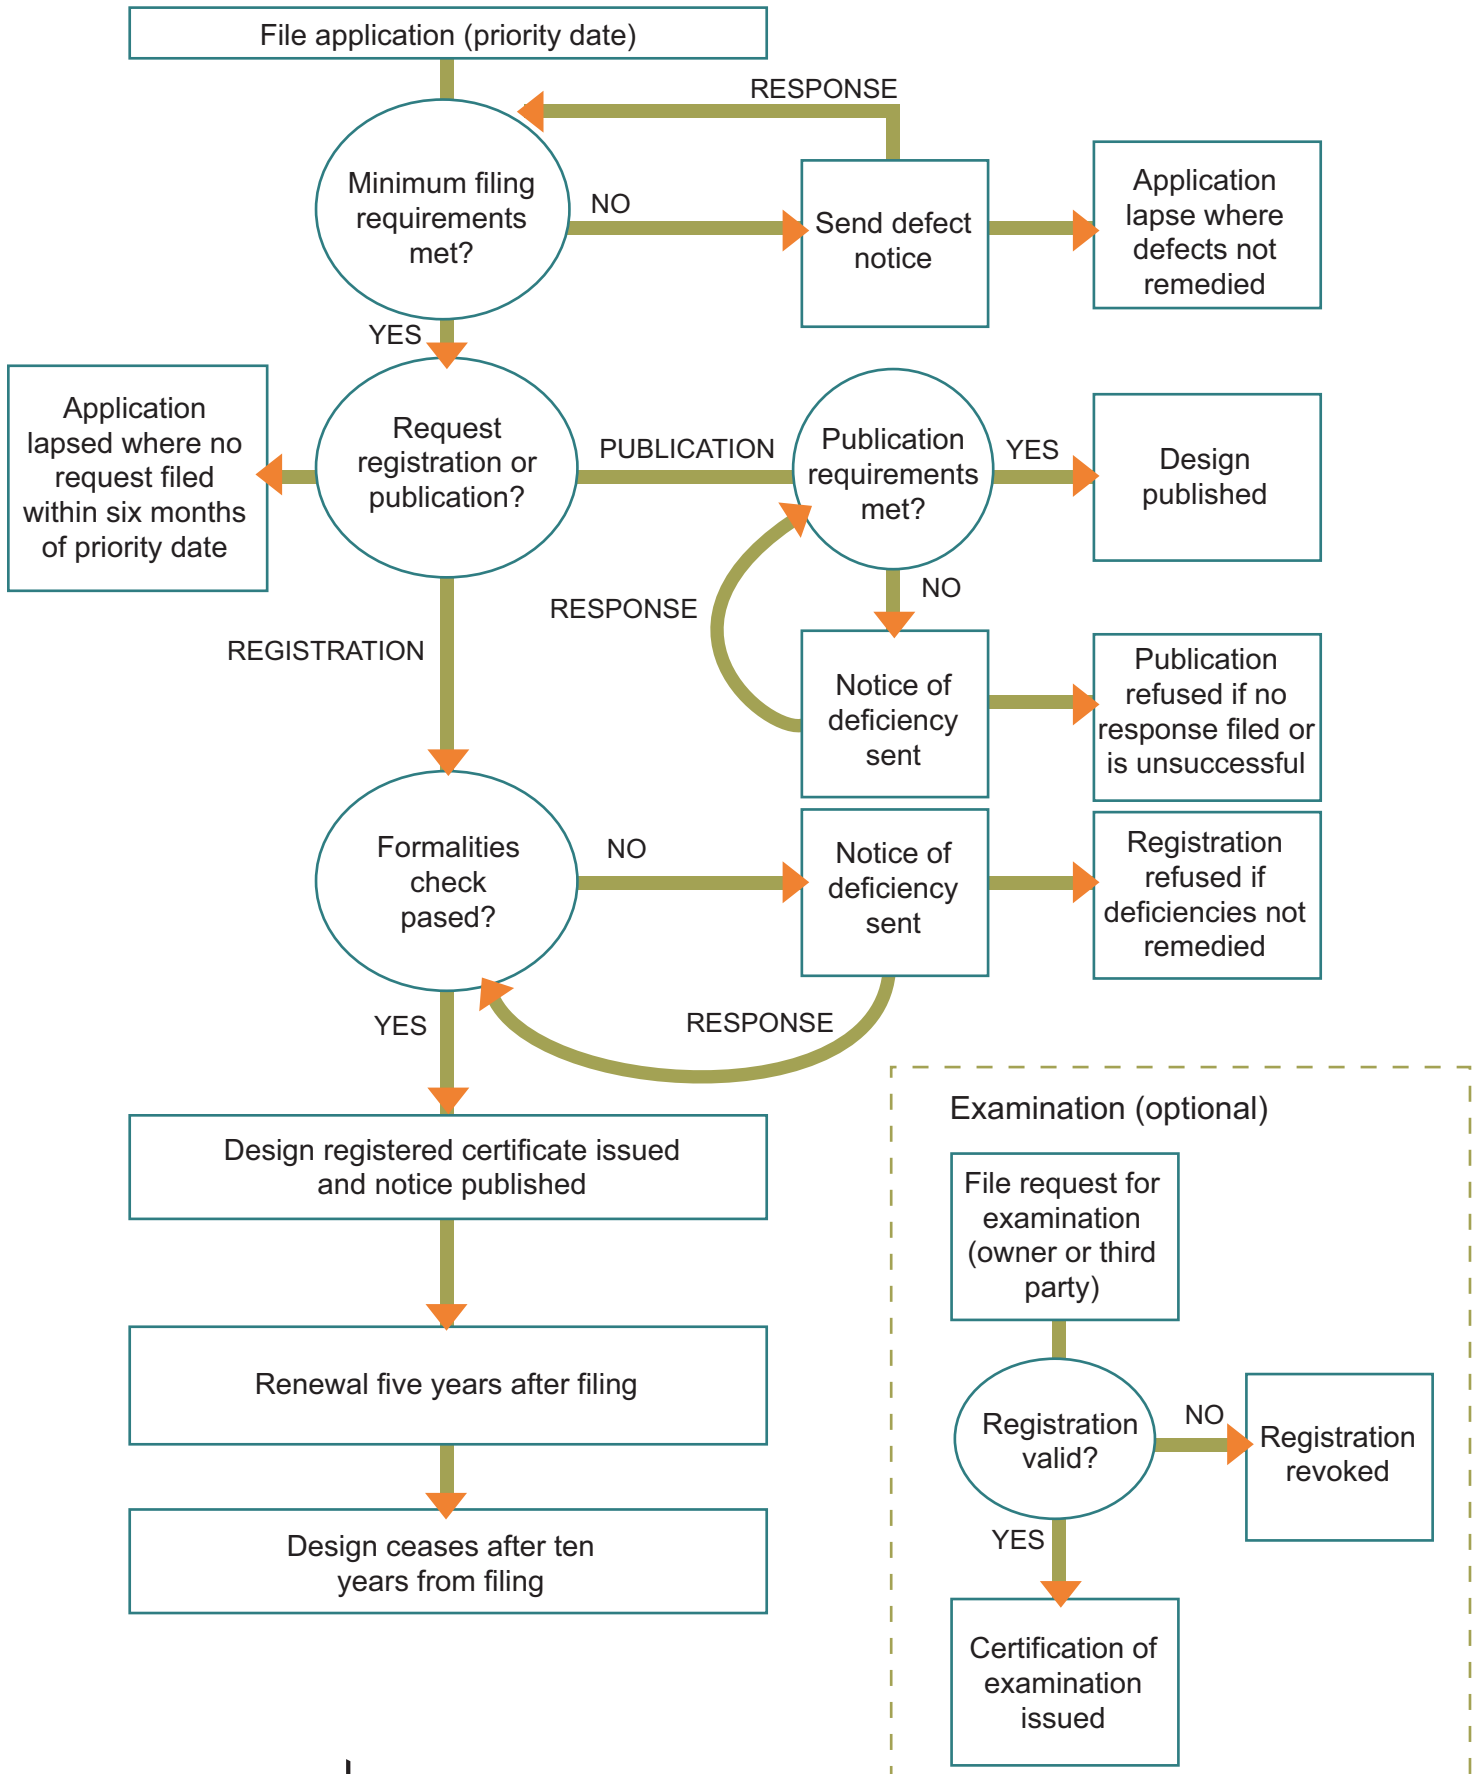 File application (priority date)
RESPONSE
Minimum filing
requirements
met?
NO
Send defect
notice
Application
lapse where
defects not
remedied
YES
Application
lapsed where no
request filed
within six months
of priority date
Request
registration or
publication?
PUBLICATION
Publication
requirements
met?
YES
Design
published
NO
RESPONSE
REGISTRATION
Notice of
deficiency
sent
Publication
refused if no
response filed or
is unsuccessful
Formalities
check
pased?
NO
Notice of
deficiency
sent
Registration
refused if
deficiencies not
remedied
YES
RESPONSE
Design registered certificate issued
and notice published
Renewal five years after filing
Design ceases after ten
years from filing
Examination (optional)
File request for
examination
(owner or third
party)
Registration
valid?
NO
Registration
revoked
YES
Certification of
examination
issued